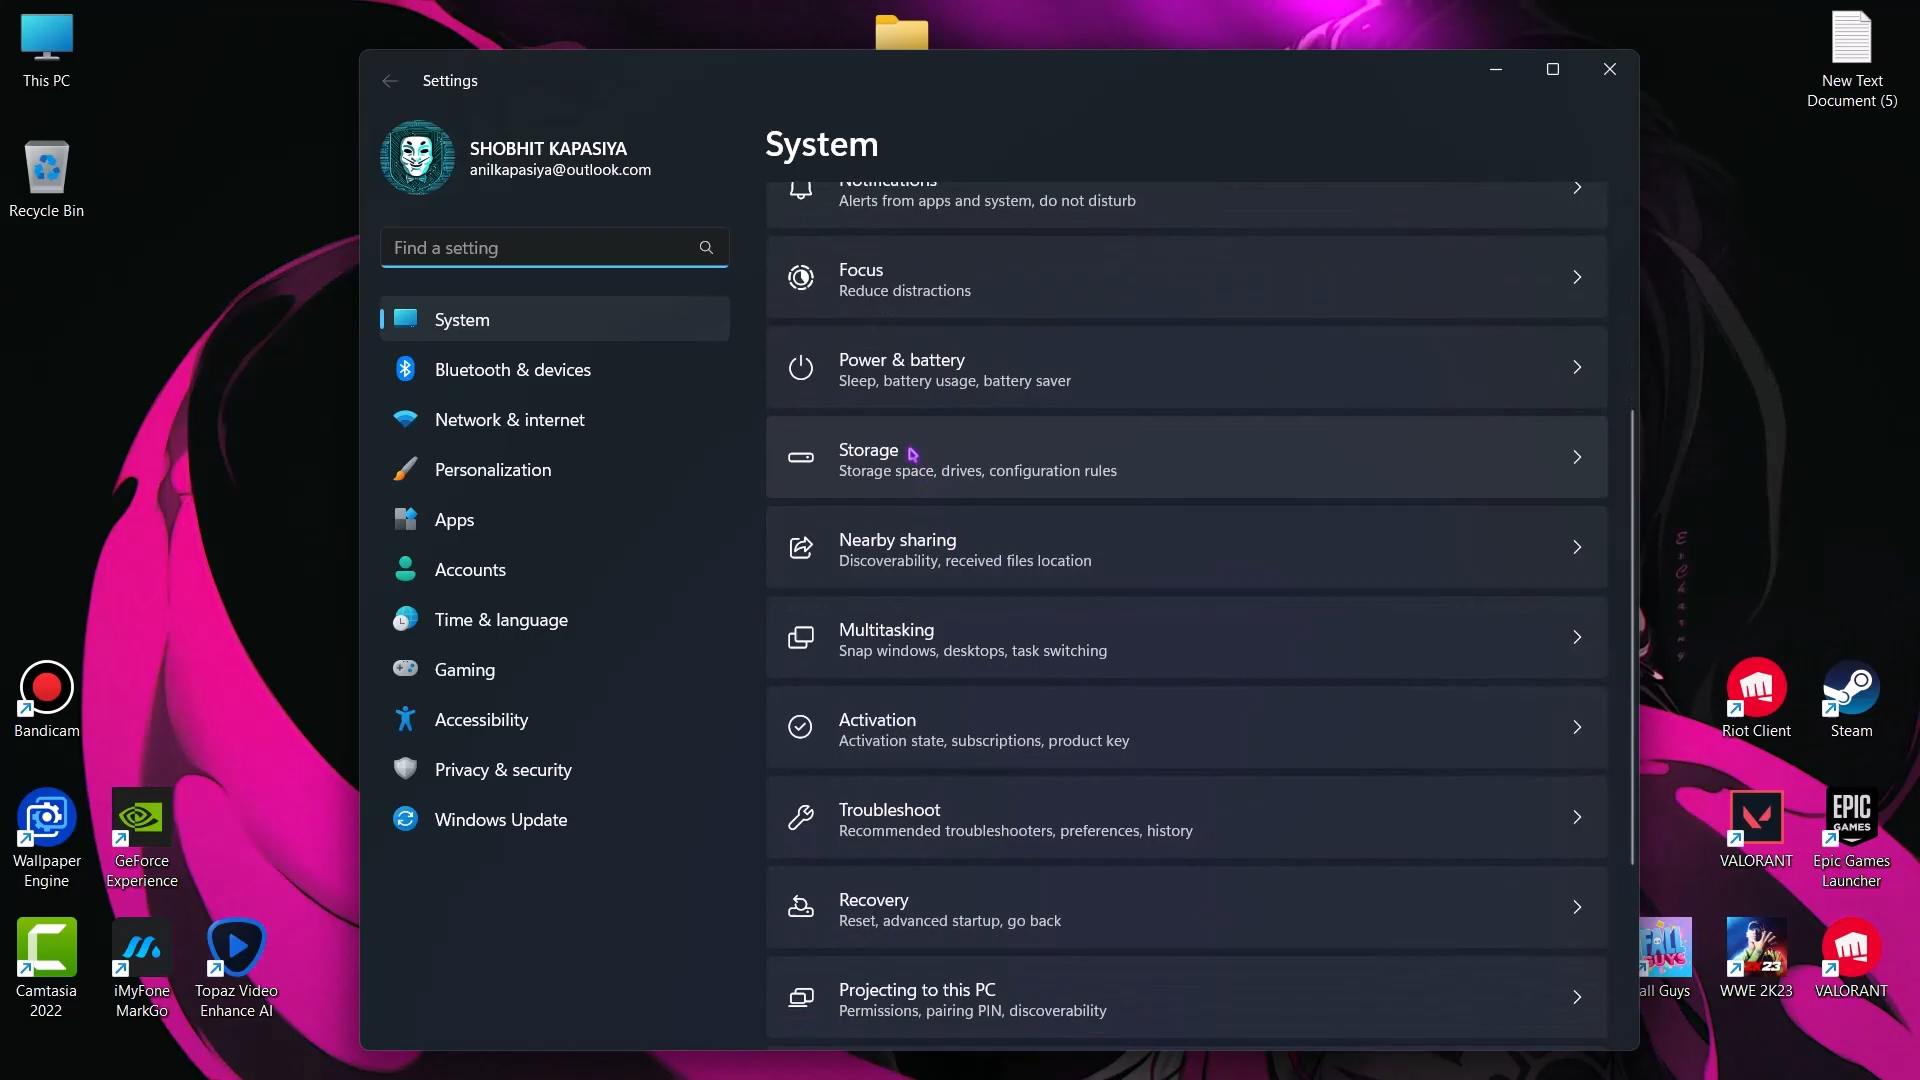 This PC
New Text
Document (5)
Recycle Bin
Settings
SHOBHIT KAPASIYA
anilkapasiya@outlook.com
Find a setting
System
Bluetooth & devices
Network & internet
Personalization
Apps
Accounts
Time & language
Gaming
Accessibility
Privacy & security
Windows Update
System
Notifications
Alerts from apps and system, do not disturb
Focus
Reduce distractions
Power & battery
Sleep, battery usage, battery saver
Storage
Storage space, drives, configuration rules
Nearby sharing
Discoverability, received files location
Multitasking
Snap windows, desktops, task switching
Activation
Activation state, subscriptions, product key
Troubleshoot
Recommended troubleshooters, preferences, history
Recovery
Reset, advanced startup, go back
Projecting to this PC
Permissions, pairing PIN, discoverability
Bandicam
Wallpaper
Engine
GeForce
Experience
Camtasia
2022
iMyFone
MarkGo
Topaz Video
Enhance AI
Riot Client
Steam
VALORANT
EPIC
GAMES
Epic Games
Launcher
FALL
GUYS
all Guys
2K23
WWE 2K23
VALORANT